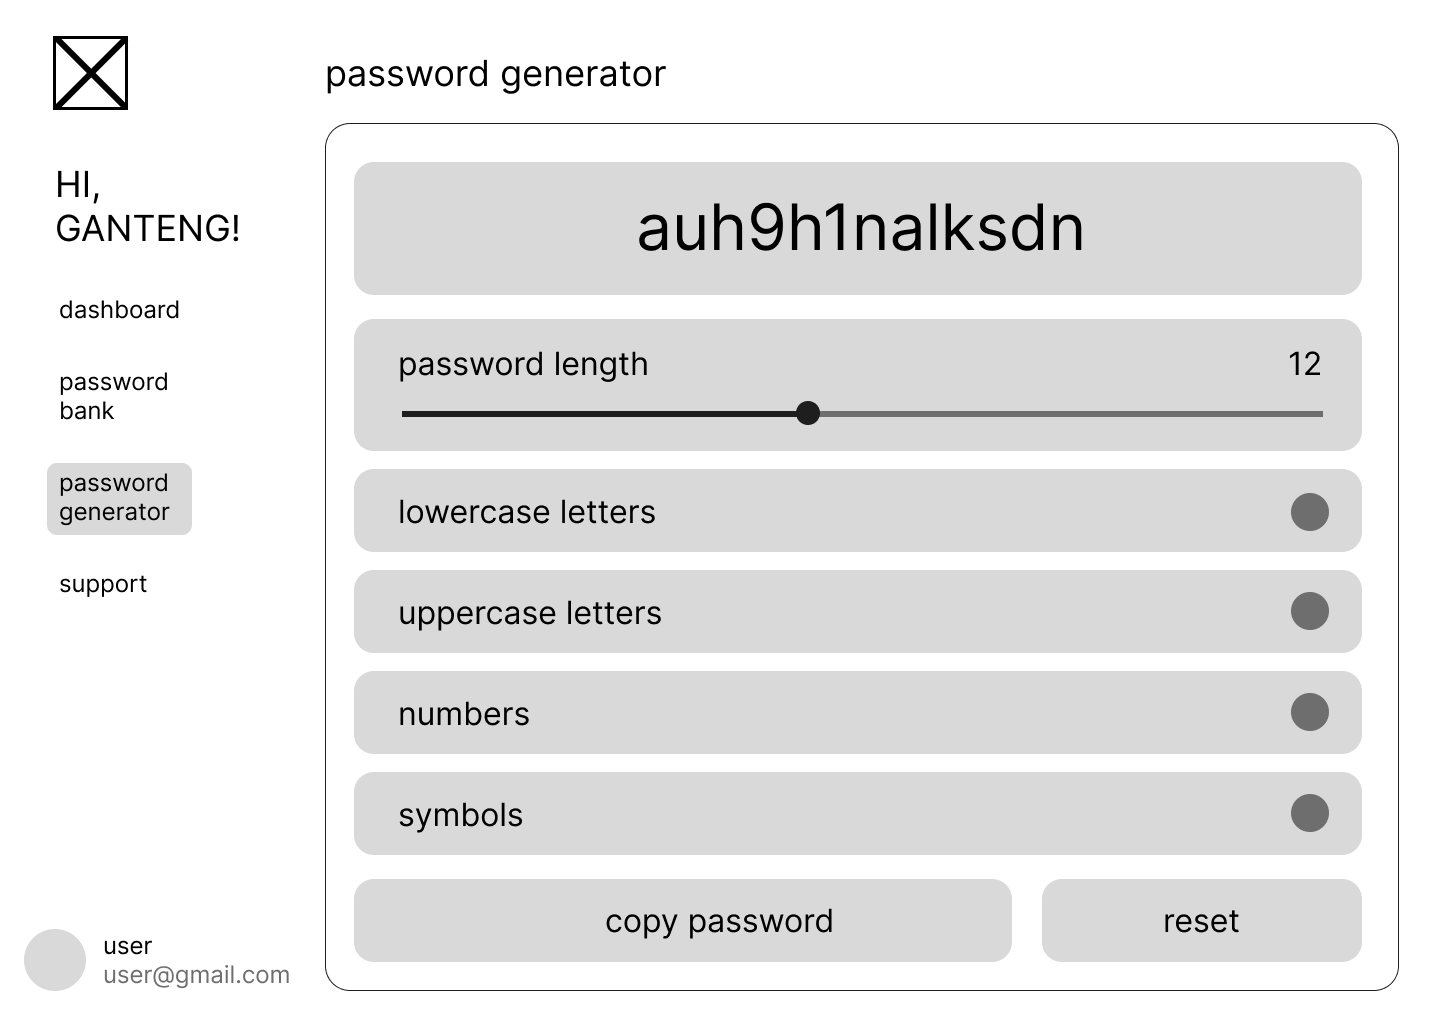 password generator
HI,
GANTENG!
dashboard
password
bank
password
generator
support
user
user@gmail.com
auh9h1nalksdn
password length
12
lowercase letters
uppercase letters
numbers
symbols
copy password
reset